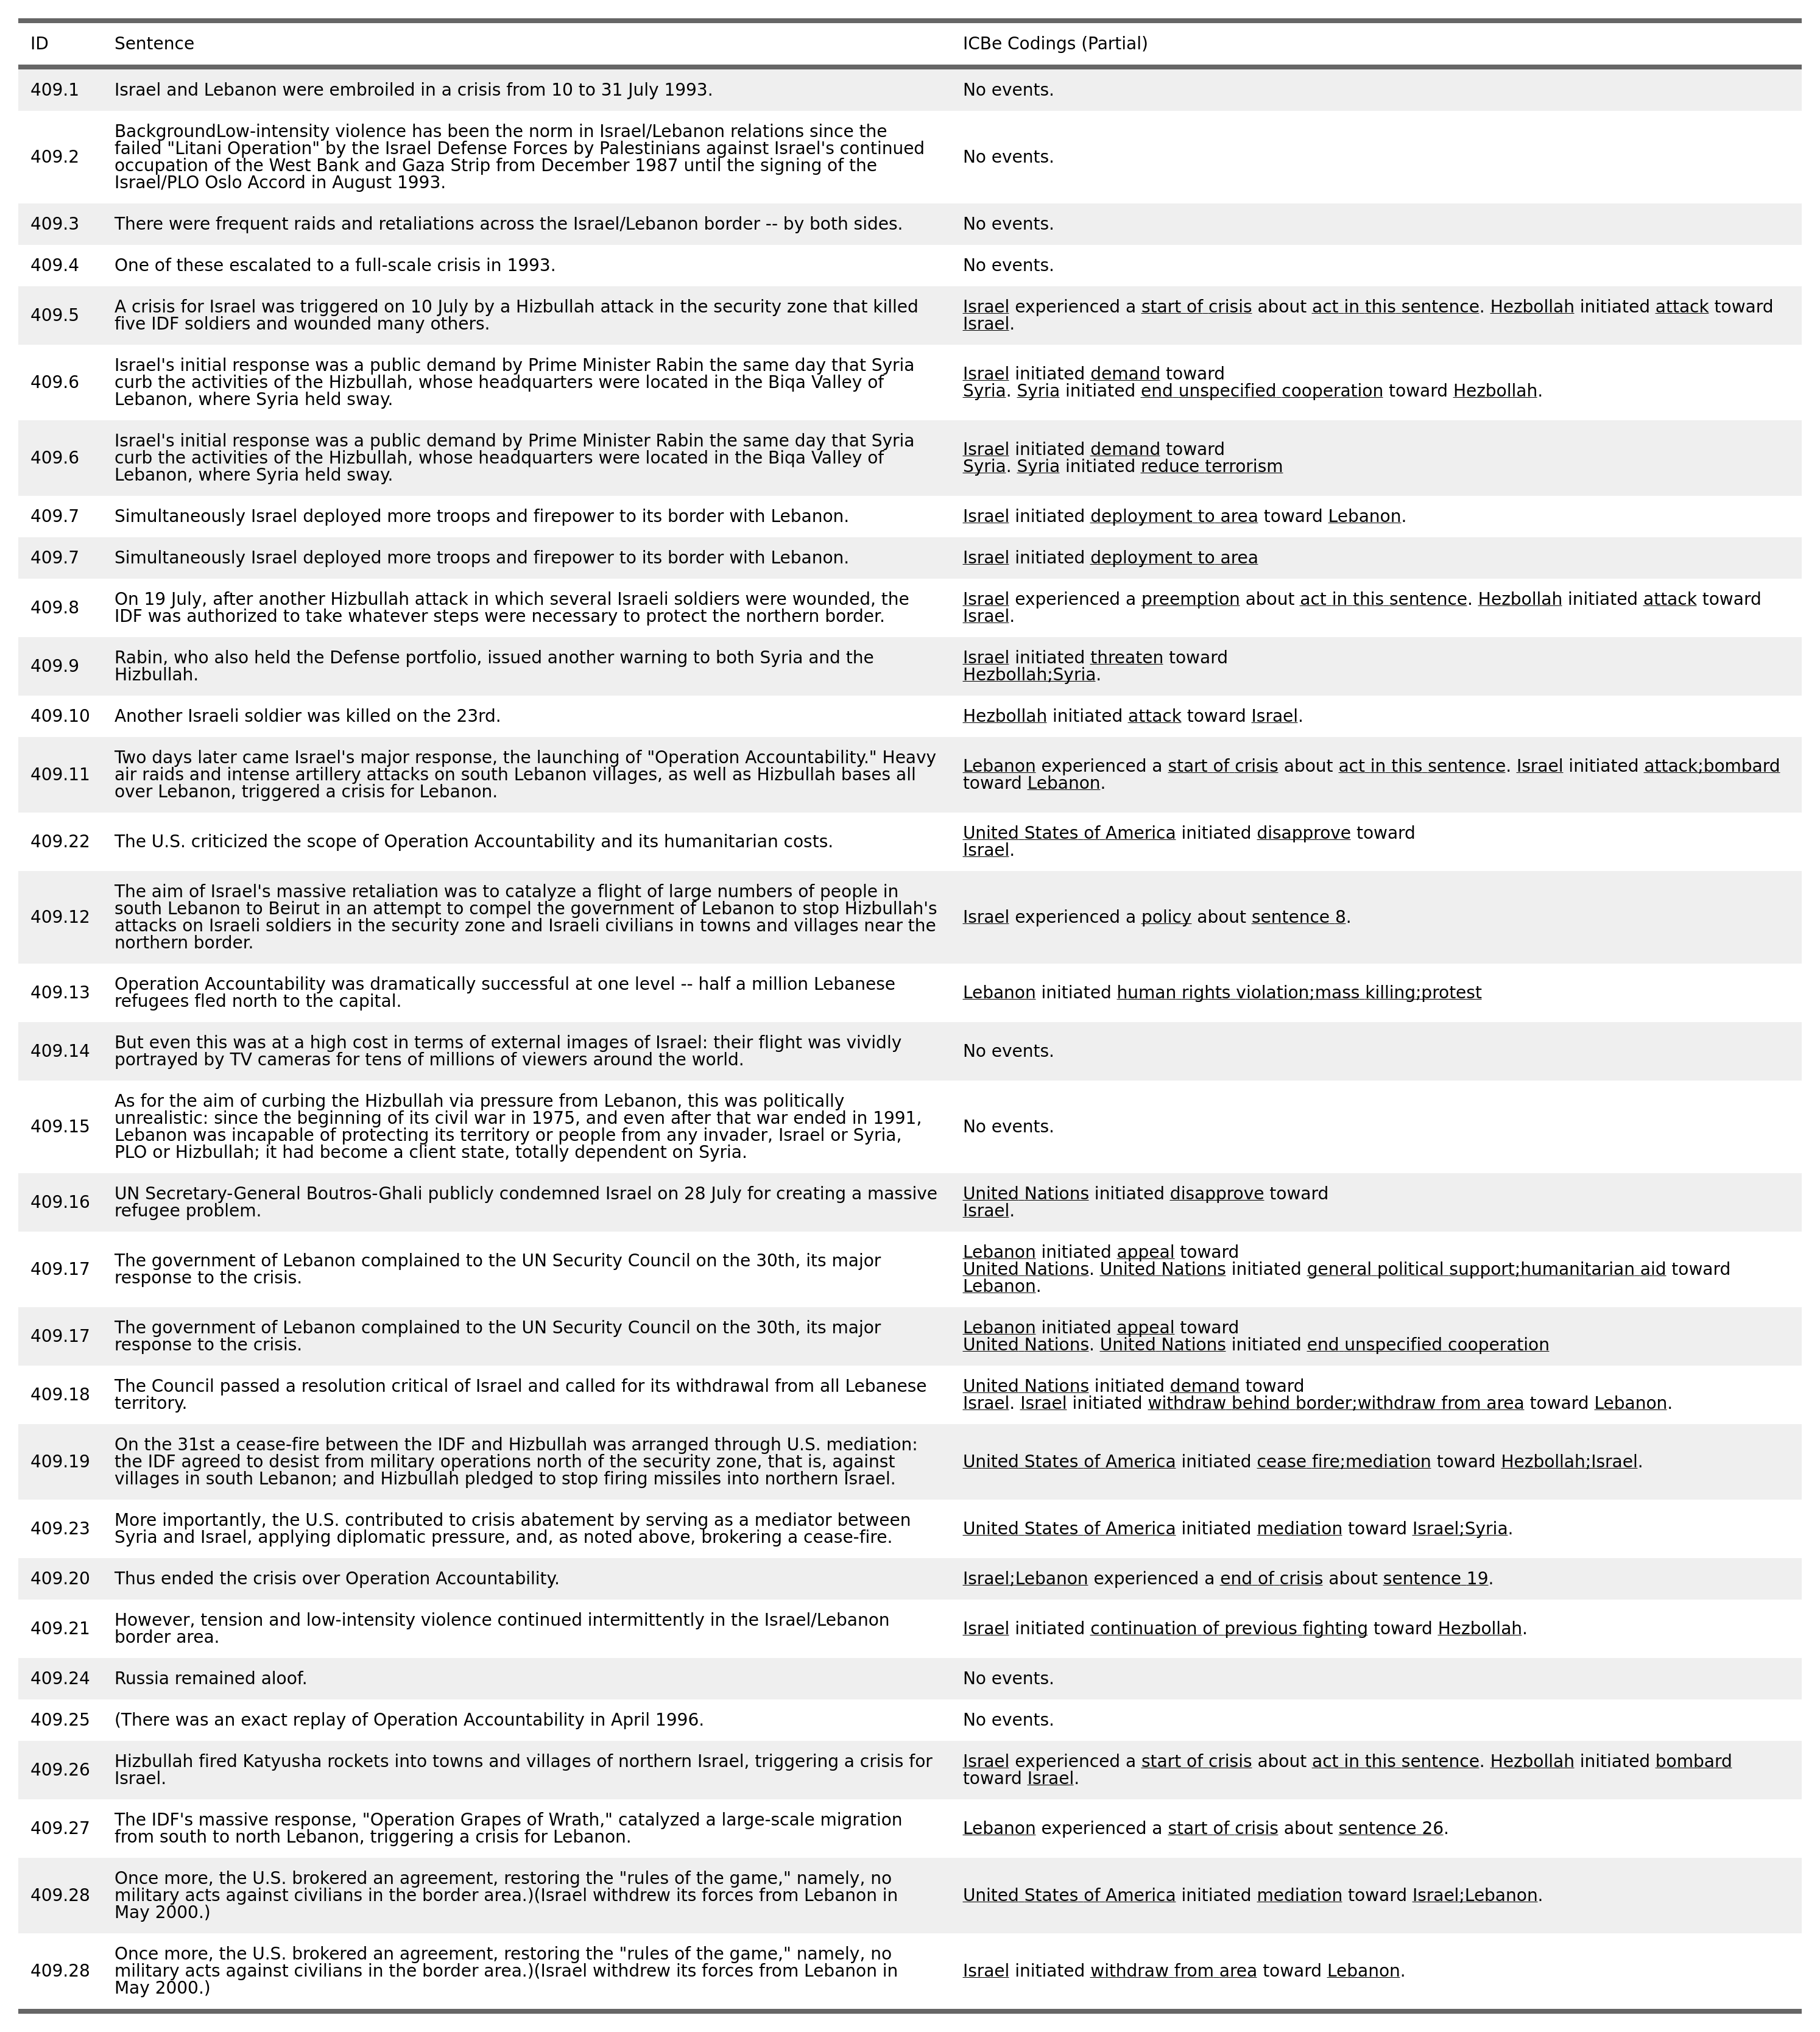 ID Sentence ICBe Codings (Partial)
409.1 Israel and Lebanon were embroiled in a crisis from 10 to 31 July 1993. No events.
BackgroundLow-intensity violence has been the norm in Israel/Lebanon relations since the
failed "Litani Operation" by the Israel Defense Forces by Palestinians against Israel's continued
409.2 No events.
occupation of the West Bank and Gaza Strip from December 1987 until the signing of the
Israel/PLO Oslo Accord in August 1993.
409.3 There were frequent raids and retaliations across the Israel/Lebanon border -- by both sides. No events.
409.4 One of these escalated to a full-scale crisis in 1993. No events.
409.5
A crisis for Israel was triggered on 10 July by a Hizbullah attack in the security zone that killed
five IDF soldiers and wounded many others.
Israel experienced a start of crisis about act in this sentence. Hezbollah initiated attack toward
Israel.
409.6
Israel's initial response was a public demand by Prime Minister Rabin the same day that Syria
curb the activities of the Hizbullah, whose headquarters were located in the Biqa Valley of
Lebanon, where Syria held sway.
Israel initiated demand toward
Syria. Syria initiated end unspecified cooperation toward Hezbollah.
409.6
Israel's initial response was a public demand by Prime Minister Rabin the same day that Syria
curb the activities of the Hizbullah, whose headquarters were located in the Biqa Valley of
Lebanon, where Syria held sway.
Israel initiated demand toward
Syria. Syria initiated reduce terrorism
409.7 Simultaneously Israel deployed more troops and firepower to its border with Lebanon. Israel initiated deployment to area toward Lebanon.
409.7 Simultaneously Israel deployed more troops and firepower to its border with Lebanon. Israel initiated deployment to area
409.8
On 19 July, after another Hizbullah attack in which several Israeli soldiers were wounded, the
IDF was authorized to take whatever steps were necessary to protect the northern border.
Israel experienced a preemption about act in this sentence. Hezbollah initiated attack toward
Israel.
409.9
Rabin, who also held the Defense portfolio, issued another warning to both Syria and the
Hizbullah.
Israel initiated threaten toward
Hezbollah;Syria.
409.10 Another Israeli soldier was killed on the 23rd. Hezbollah initiated attack toward Israel.
409.11
Two days later came Israel's major response, the launching of "Operation Accountability." Heavy
air raids and intense artillery attacks on south Lebanon villages, as well as Hizbullah bases all
over Lebanon, triggered a crisis for Lebanon.
Lebanon experienced a start of crisis about act in this sentence. Israel initiated attack;bombard
toward Lebanon.
409.22 The U.S. criticized the scope of Operation Accountability and its humanitarian costs.
United States of America initiated disapprove toward
Israel.
409.12
The aim of Israel's massive retaliation was to catalyze a flight of large numbers of people in
south Lebanon to Beirut in an attempt to compel the government of Lebanon to stop Hizbullah's
attacks on Israeli soldiers in the security zone and Israeli civilians in towns and villages near the
northern border.
Israel experienced a policy about sentence 8.
409.13
Operation Accountability was dramatically successful at one level -- half a million Lebanese
refugees fled north to the capital.
Lebanon initiated human rights violation;mass killing;protest
409.14
But even this was at a high cost in terms of external images of Israel: their flight was vividly
portrayed by TV cameras for tens of millions of viewers around the world.
No events.
409.15
As for the aim of curbing the Hizbullah via pressure from Lebanon, this was politically
unrealistic: since the beginning of its civil war in 1975, and even after that war ended in 1991,
Lebanon was incapable of protecting its territory or people from any invader, Israel or Syria,
PLO or Hizbullah; it had become a client state, totally dependent on Syria.
No events.
409.16
UN Secretary-General Boutros-Ghali publicly condemned Israel on 28 July for creating a massive
refugee problem.
United Nations initiated disapprove toward
Israel.
409.17
The government of Lebanon complained to the UN Security Council on the 30th, its major
response to the crisis.
Lebanon initiated appeal toward
United Nations. United Nations initiated general political support;humanitarian aid toward
Lebanon.
409.17
The government of Lebanon complained to the UN Security Council on the 30th, its major
response to the crisis.
Lebanon initiated appeal toward
United Nations. United Nations initiated end unspecified cooperation
409.18
The Council passed a resolution critical of Israel and called for its withdrawal from all Lebanese
territory.
United Nations initiated demand toward
Israel. Israel initiated withdraw behind border;withdraw from area toward Lebanon.
409.19
On the 31st a cease-fire between the IDF and Hizbullah was arranged through U.S. mediation:
the IDF agreed to desist from military operations north of the security zone, that is, against
villages in south Lebanon; and Hizbullah pledged to stop firing missiles into northern Israel.
United States of America initiated cease fire;mediation toward Hezbollah;Israel.
409.23
More importantly, the U.S. contributed to crisis abatement by serving as a mediator between
Syria and Israel, applying diplomatic pressure, and, as noted above, brokering a cease-fire.
United States of America initiated mediation toward Israel;Syria.
409.20 Thus ended the crisis over Operation Accountability. Israel;Lebanon experienced a end of crisis about sentence 19.
409.21
However, tension and low-intensity violence continued intermittently in the Israel/Lebanon
border area.
Israel initiated continuation of previous fighting toward Hezbollah.
409.24 Russia remained aloof. No events.
409.25 (There was an exact replay of Operation Accountability in April 1996. No events.
409.26
Hizbullah fired Katyusha rockets into towns and villages of northern Israel, triggering a crisis for
Israel.
Israel experienced a start of crisis about act in this sentence. Hezbollah initiated bombard
toward Israel.
409.27
The IDF's massive response, "Operation Grapes of Wrath," catalyzed a large-scale migration
from south to north Lebanon, triggering a crisis for Lebanon.
Lebanon experienced a start of crisis about sentence 26.
409.28
Once more, the U.S. brokered an agreement, restoring the "rules of the game," namely, no
military acts against civilians in the border area.)(Israel withdrew its forces from Lebanon in
May 2000.)
United States of America initiated mediation toward Israel;Lebanon.
409.28
Once more, the U.S. brokered an agreement, restoring the "rules of the game," namely, no
military acts against civilians in the border area.)(Israel withdrew its forces from Lebanon in
May 2000.)
Israel initiated withdraw from area toward Lebanon.